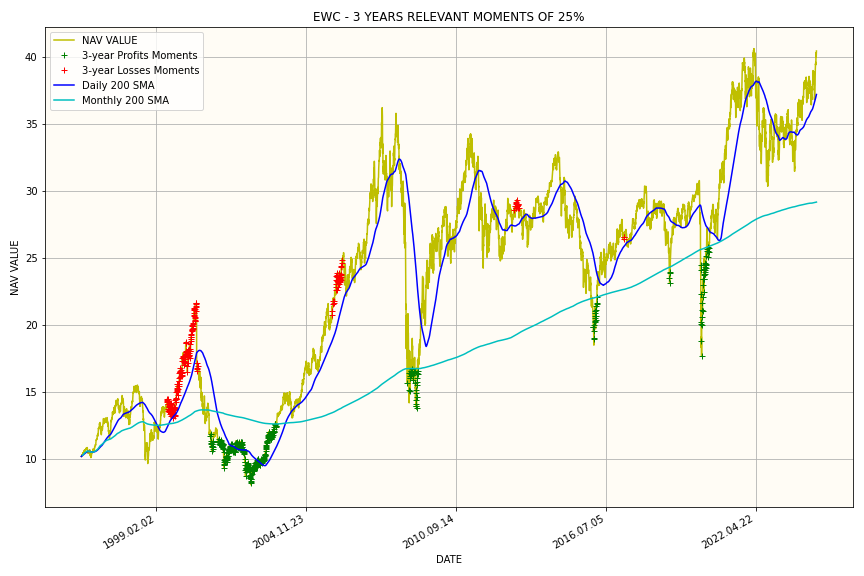 EWC - 3 YEARS RELEVANT MOMENTS OF 25%
NAV VALUE
3-year Profits Moments
3-year Losses Moments
Daily 200 SMA
Monthly 200 SMA
40
35
30
25
20
15
10
NAV VALUE
1999.02.02
2004.11.23
2010.09.14
2016.07.05
2022.04.22
DATE